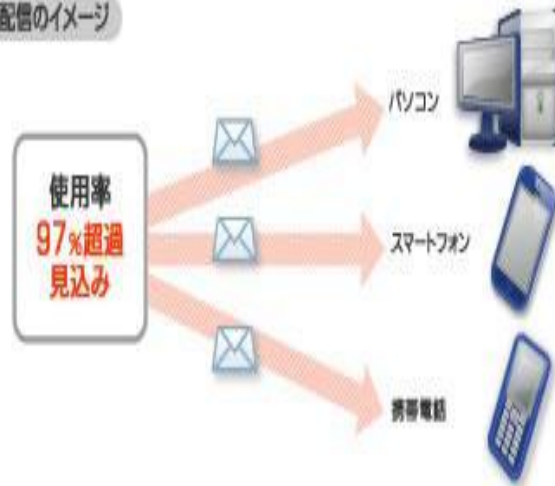 配信のイメージ
パソコン
使用率
97%超過
見込み
スマートフォン
携帯電話